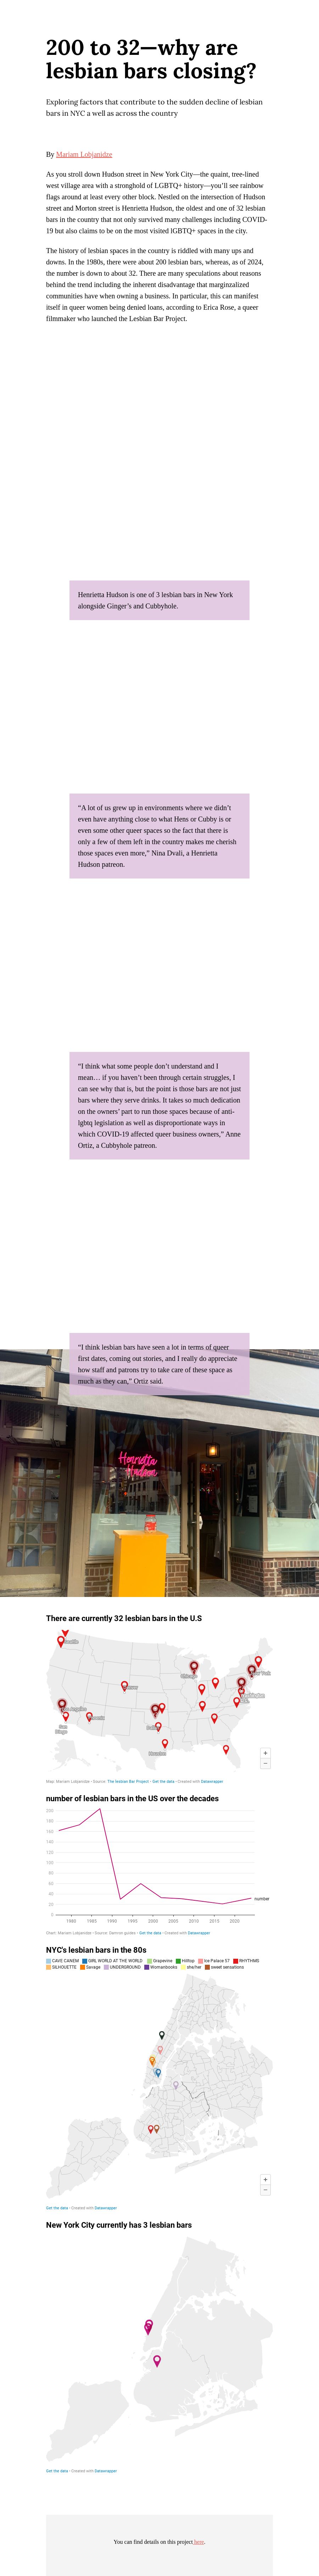 200 to 32—why are
lesbian bars closing?
Exploring factors that contribute to the sudden decline of lesbian
bars in NYC a well as across the country
By Mariam Lobjanidze
As you stroll down Hudson street in New York City—the quaint, tree-lined
west village area with a stronghold of LGBTQ+ history—you’ll see rainbow
flags around at least every other block. Nestled on the intersection of Hudson
street and Morton street is Henrietta Hudson, the oldest and one of 32 lesbian
bars in the country that not only survived many challenges including COVID-
19 but also claims to be on the most visited lGBTQ+ spaces in the city.
The history of lesbian spaces in the country is riddled with many ups and
downs. In the 1980s, there were about 200 lesbian bars, whereas, as of 2024,
the number is down to about 32. There are many speculations about reasons
behind the trend including the inherent disadvantage that marginzalized
communities have when owning a business. In particular, this can manifest
itself in queer women being denied loans, according to Erica Rose, a queer
filmmaker who launched the Lesbian Bar Project.
Henrietta Hudson is one of 3 lesbian bars in New York
alongside Ginger’s and Cubbyhole.
“A lot of us grew up in environments where we didn’t
even have anything close to what Hens or Cubby is or
even some other queer spaces so the fact that there is
only a few of them left in the country makes me cherish
those spaces even more,” Nina Dvali, a Henrietta
Hudson patreon.
“I think what some people don’t understand and I
mean… if you haven’t been through certain struggles, I
can see why that is, but the point is those bars are not just
bars where they serve drinks. It takes so much dedication
on the owners’ part to run those spaces because of anti-
lgbtq legislation as well as disproportionate ways in
which COVID-19 affected queer business owners,” Anne
Ortiz, a Cubbyhole patreon.
“I think lesbian bars have seen a lot in terms of queer
first dates, coming out stories, and I really do appreciate
how staff and patrons try to take care of these space as
much as they can,” Ortiz said.
Henrietta
Hudson
There are currently 32 lesbian bars in the U.S
Seattle
Chicago
New York
Denver
Los Angeles
Phoenix
San
Diego
Dallas
Houston
Washington
D.C.
+
−
Map: Mariam Lobjanidze • Source: The lesbian Bar Project • Get the data • Created with Datawrapper
number of lesbian bars in the US over the decades
200
180
160
140
120
100
80
60
40
20
0
number
1980 1985 1990 1995 2000 2005 2010 2015 2020
Chart: Mariam Lobjanidze • Source: Damron guides • Get the data • Created with Datawrapper
NYC's lesbian bars in the 80s
CAVE CANEM GIRL WORLD AT THE WORLD Grapevine Hilltop Ice Palace 57 RHYTHMS
SILHOUETTE Savage UNDERGROUND Womanbooks she/her sweet sensations
+
−
Get the data • Created with Datawrapper
New York City currently has 3 lesbian bars
Get the data • Created with Datawrapper
You can find details on this project here.